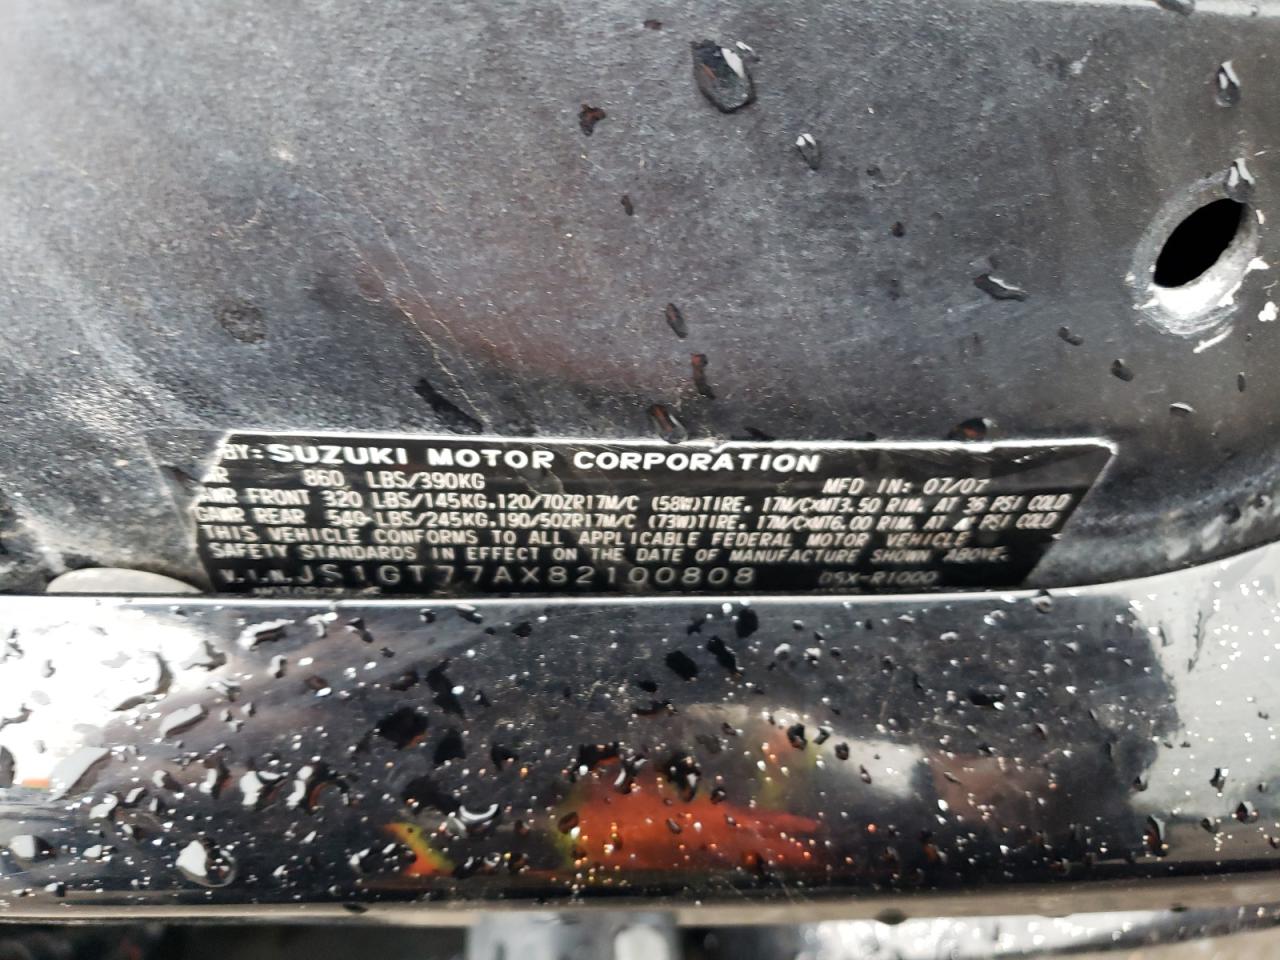 BY: SUZUKI MOTOR CORPORATION
860 LBS/390KG MFD IN: 07/07
FRONT 320 LBS/145KG.120/70ZR17M/C (58W)TIRE. 17M/C×MT3.50 RIM. AT 36 PSI COLD
GAWR REAR 540 LBS/245KG.190/50ZR17M/C (73W)TIRE. 17M/C×MT6.00 RIM. AT PSI COLD
THIS VEHICLE CONFORMS TO ALL APPLICABLE FEDERAL MOTOR VEHICLE
SAFETY STANDARDS IN EFFECT ON THE DATE OF MANUFACTURE SHOWN ABOVE.
V.I.N. JS1GT77AX82100808 GSX-R1000